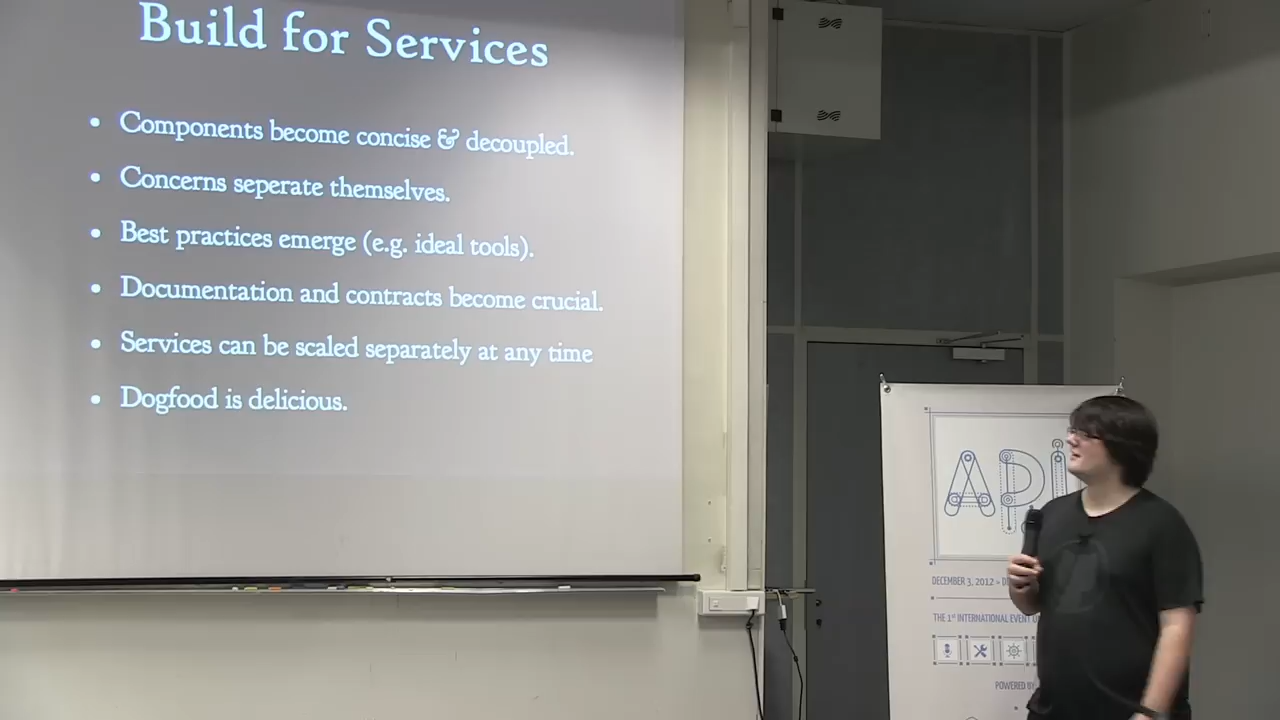 Build for Services
• Components become concise & decoupled.
• Concerns seperate themselves.
• Best practices emerge (e.g. ideal tools).
• Documentation and contracts become crucial.
• Services can be scaled separately at any time
• Dogfood is delicious.
API
DECEMBER 3, 2012
THE 1ST INTERNATIONAL EVENT
POWERED BY